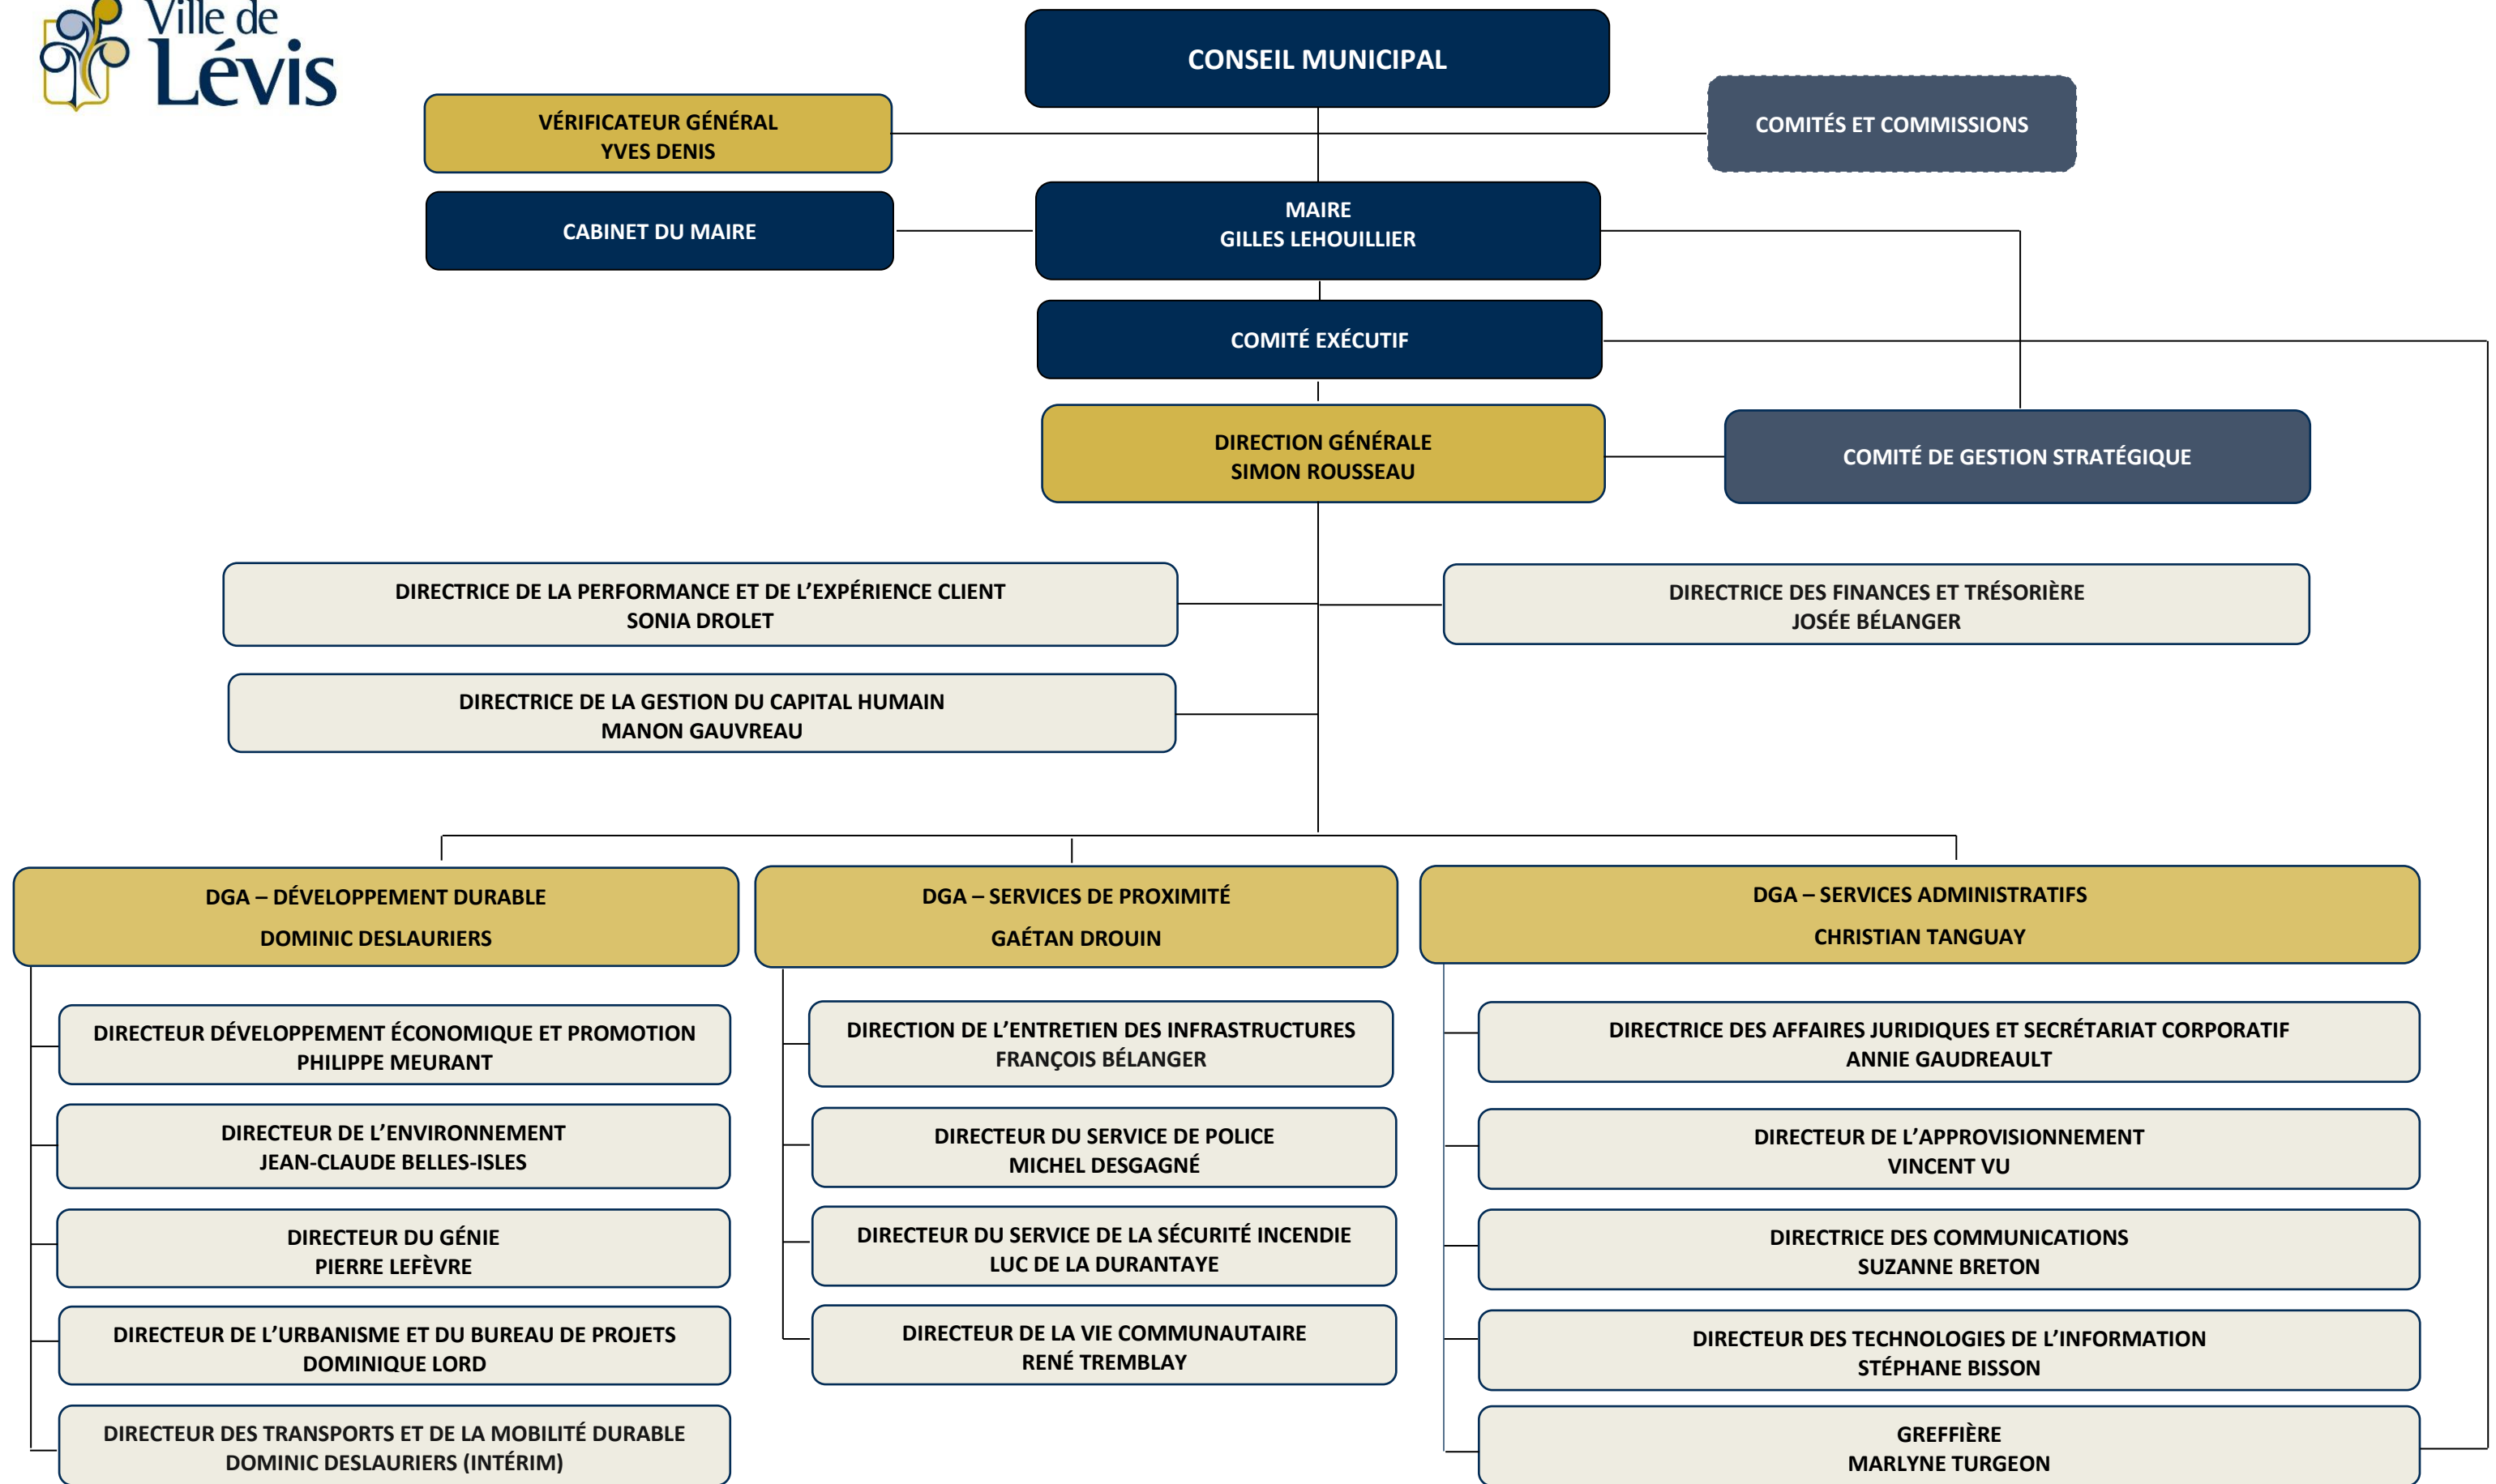 Ville de
Lévis
CONSEIL MUNICIPAL
VÉRIFICATEUR GÉNÉRAL
YVES DENIS
COMITÉS ET COMMISSIONS
CABINET DU MAIRE
MAIRE
GILLES LEHOUILLIER
COMITÉ EXÉCUTIF
DIRECTION GÉNÉRALE
SIMON ROUSSEAU
COMITÉ DE GESTION STRATÉGIQUE
DIRECTRICE DE LA PERFORMANCE ET DE L’EXPÉRIENCE CLIENT
SONIA DROLET
DIRECTRICE DES FINANCES ET TRÉSORIÈRE
JOSÉE BÉLANGER
DIRECTRICE DE LA GESTION DU CAPITAL HUMAIN
MANON GAUVREAU
DGA – DÉVELOPPEMENT DURABLE
DOMINIC DESLAURIERS
DIRECTEUR DÉVELOPPEMENT ÉCONOMIQUE ET PROMOTION
PHILIPPE MEURANT
DIRECTEUR DE L’ENVIRONNEMENT
JEAN-CLAUDE BELLES-ISLES
DIRECTEUR DU GÉNIE
PIERRE LEFÈVRE
DIRECTEUR DE L’URBANISME ET DU BUREAU DE PROJETS
DOMINIQUE LORD
DIRECTEUR DES TRANSPORTS ET DE LA MOBILITÉ DURABLE
DOMINIC DESLAURIERS (INTÉRIM)
DGA – SERVICES DE PROXIMITÉ
GAÉTAN DROUIN
DIRECTION DE L’ENTRETIEN DES INFRASTRUCTURES
FRANÇOIS BÉLANGER
DIRECTEUR DU SERVICE DE POLICE
MICHEL DESGAGNÉ
DIRECTEUR DU SERVICE DE LA SÉCURITÉ INCENDIE
LUC DE LA DURANTAYE
DIRECTEUR DE LA VIE COMMUNAUTAIRE
RENÉ TREMBLAY
DGA – SERVICES ADMINISTRATIFS
CHRISTIAN TANGUAY
DIRECTRICE DES AFFAIRES JURIDIQUES ET SECRÉTARIAT CORPORATIF
ANNIE GAUDREAULT
DIRECTEUR DE L’APPROVISIONNEMENT
VINCENT VU
DIRECTRICE DES COMMUNICATIONS
SUZANNE BRETON
DIRECTEUR DES TECHNOLOGIES DE L’INFORMATION
STÉPHANE BISSON
GREFFIÈRE
MARLYNE TURGEON